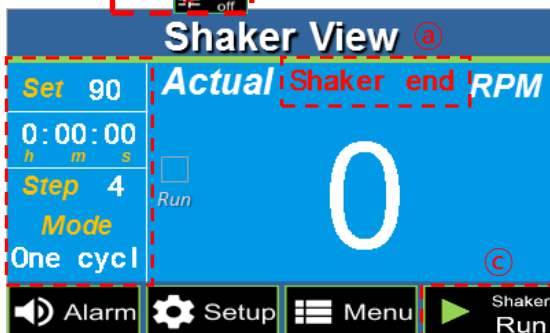 off
Shaker View ⓐ
Set 90
Actual Shaker end RPM
0:00:00
h m s
Step 4
Run
0
Mode
One cycl
ⓒ
Alarm Setup Menu Shaker
Run